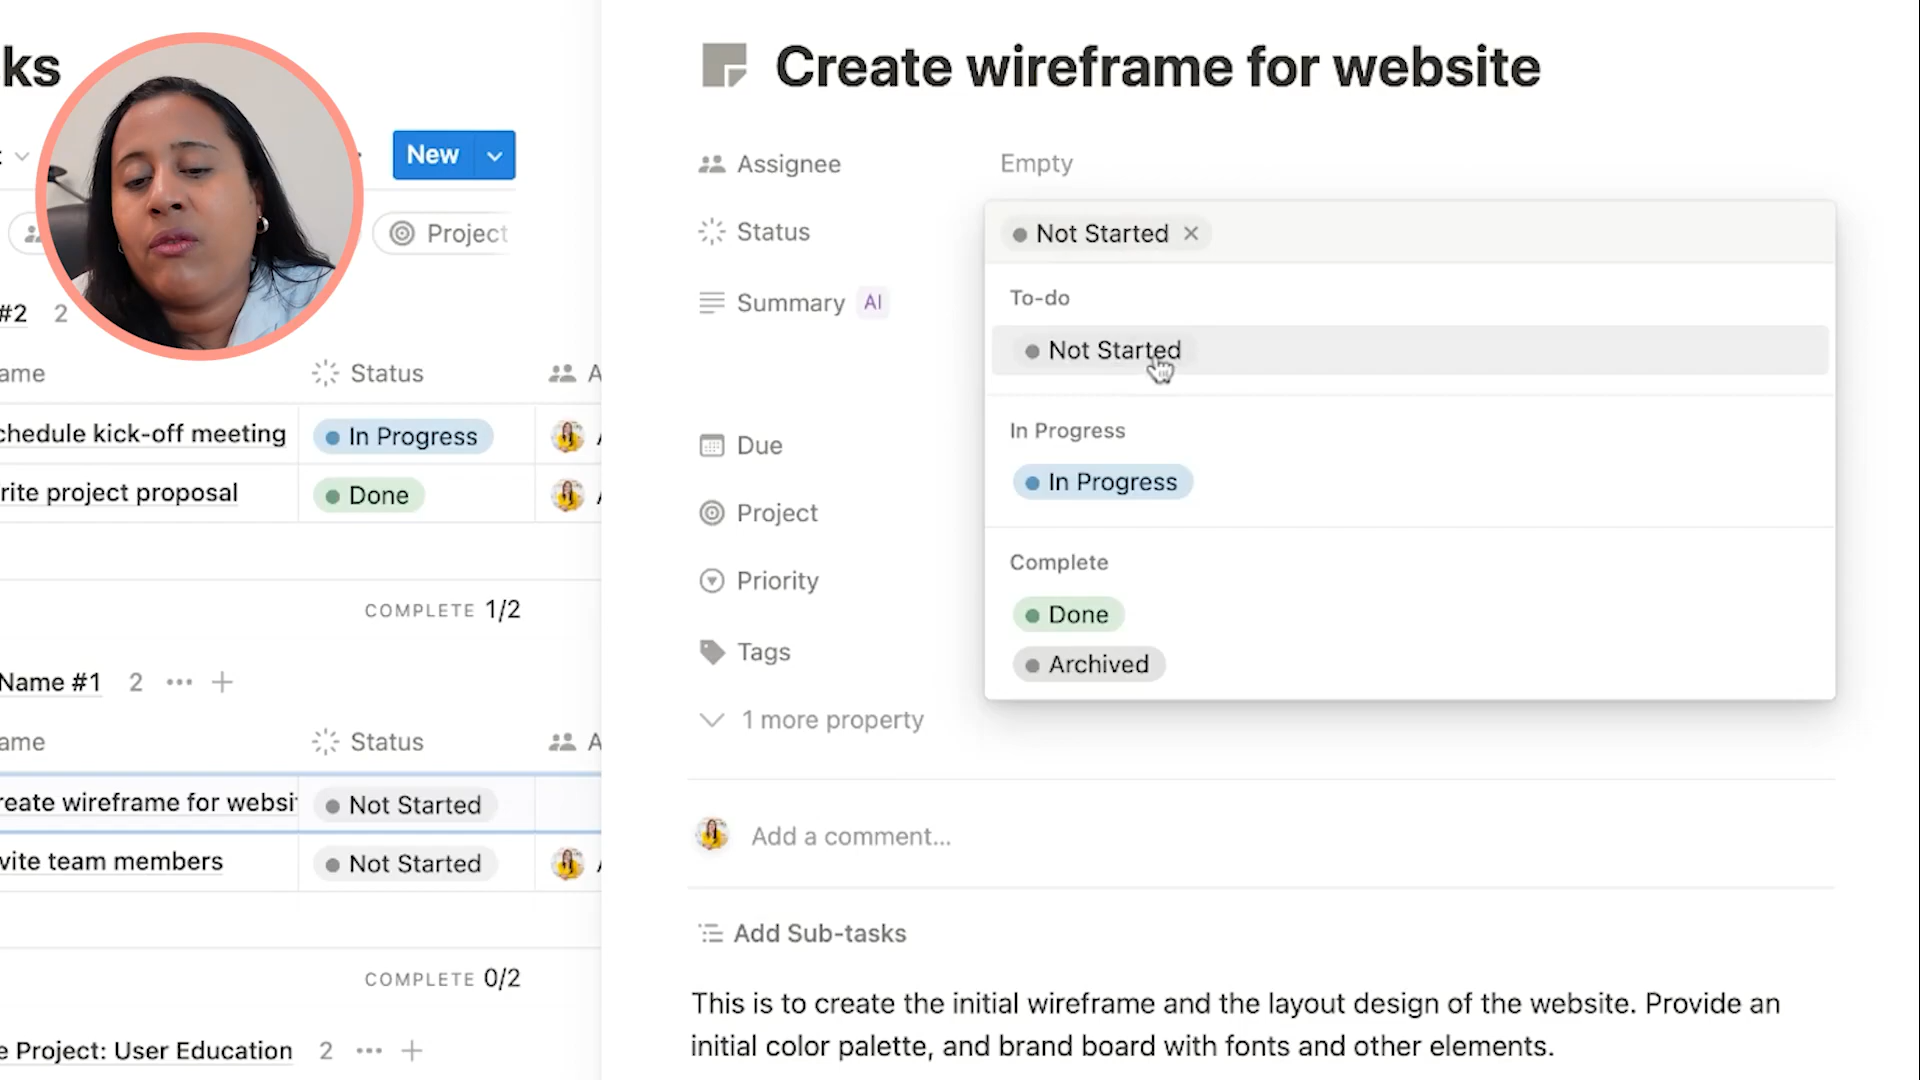 ks
New
Project
#2 2
ame Status A
chedule kick-off meeting In Progress
rite project proposal Done
COMPLETE 1/2
Name #1 2
ame Status A
reate wireframe for websi Not Started
vite team members Not Started
COMPLETE 0/2
e Project: User Education 2
Create wireframe for website
Assignee Empty
Status Not Started
Summary AI
To-do
Not Started
In Progress
In Progress
Complete
Done
Archived
Due
Project
Priority
Tags
1 more property
Add a comment...
Add Sub-tasks
This is to create the initial wireframe and the layout design of the website. Provide an
initial color palette, and brand board with fonts and other elements.